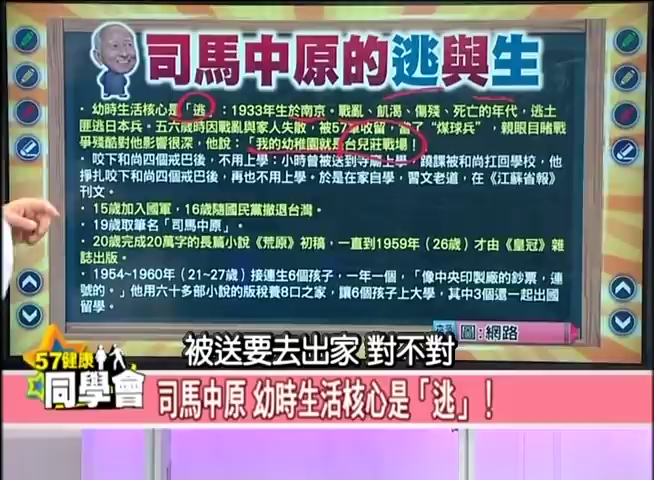 司馬中原的逃與生
• 幼時生活核心是「逃」：1933年生於南京。戰亂、飢渴、傷殘、死亡的年代，逃土
匪逃日本兵。五六歲時因戰亂與家人失散，被57軍收留，當了"煤球兵"，親眼目睹戰
爭殘酷對他影響很深，他說：「我的幼稚園就是台兒莊戰場！
• 咬下和尚四個戒巴後，不用上學：小時曾被送到寺廟上學，蹺課被和尚扛回學校，他
掙扎咬下和尚四個戒巴後，再也不用上學。於是在家自學，習文老道，在《江蘇省報》
刊文。
• 15歲加入國軍，16歲隨國民黨撤退台灣。
• 19歲取筆名「司馬中原」。
• 20歲完成20萬字的長篇小說《荒原》初稿，一直到1959年（26歲）才由《皇冠》雜
誌出版。
• 1954~1960年（21~27歲）接連生6個孩子，一年一個，「像中央印製廠的鈔票，連
號的。」他用六十多部小說的版稅養8口之家，讓6個孩子上大學，其中3個還一起出國
留學。
圖：網路
被送要去出家 對不對
57健康
同學會
司馬中原 幼時生活核心是「逃」！